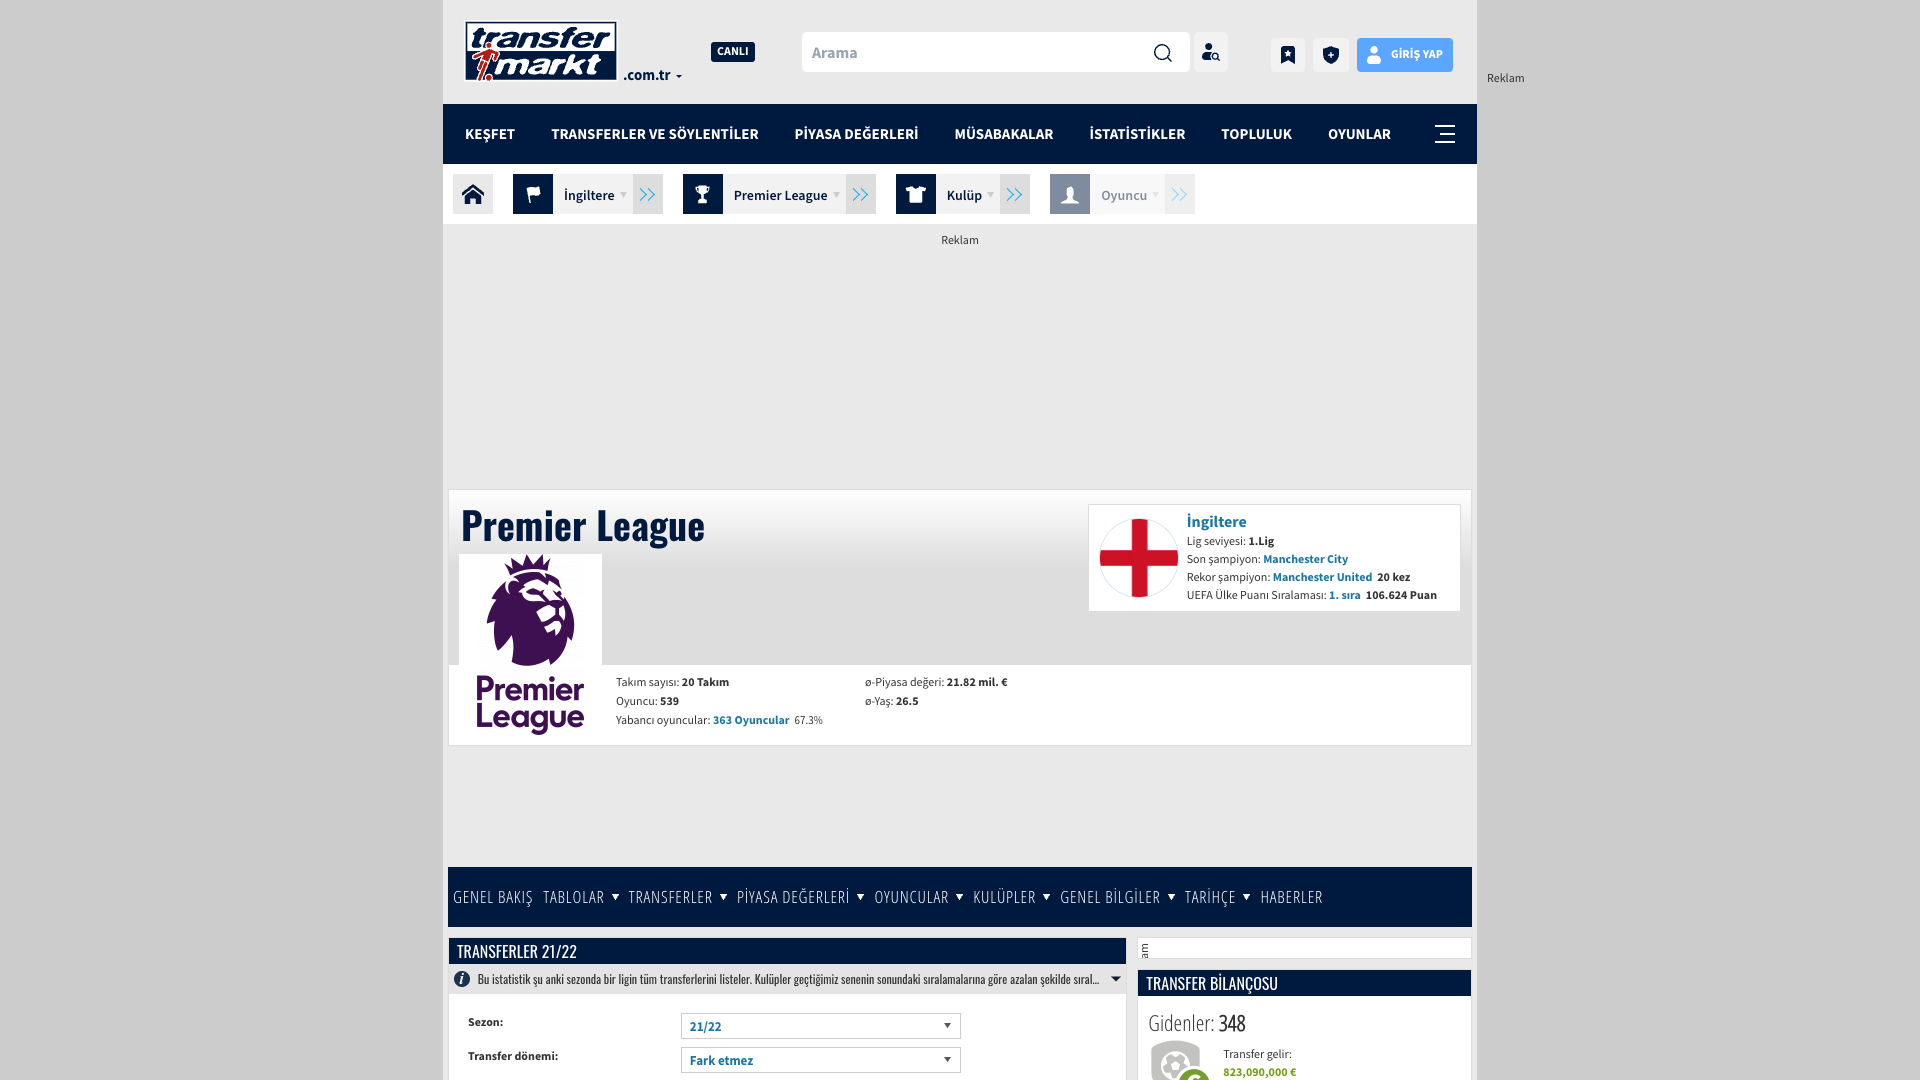 transfer
markt
.com.tr
CANLI
Arama
GİRİŞ YAP
Reklam
KEŞFET TRANSFERLER VE SÖYLENTİLER PİYASA DEĞERLERİ MÜSABAKALAR İSTATİSTİKLER TOPLULUK OYUNLAR
İngiltere Premier League Kulüp Oyuncu
Reklam
Premier League
İngiltere
Lig seviyesi: 1.Lig
Son şampiyon: Manchester City
Rekor şampiyon: Manchester United 20 kez
UEFA Ülke Puanı Sıralaması: 1. sıra 106.624 Puan
Premier
League
Takım sayısı: 20 Takım
Oyuncu: 539
Yabancı oyuncular: 363 Oyuncular 67.3%
ø-Piyasa değeri: 21.82 mil. €
ø-Yaş: 26.5
GENEL BAKIŞ TABLOLAR TRANSFERLER PİYASA DEĞERLERİ OYUNCULAR KULÜPLER GENEL BİLGİLER TARİHÇE HABERLER
TRANSFERLER 21/22
Bu istatistik şu anki sezonda bir ligin tüm transferlerini listeler. Kulüpler geçtiğimiz senenin sonundaki sıralamalarına göre azalan şekilde sıral...
Sezon: 21/22
Transfer dönemi: Fark etmez
am
TRANSFER BİLANÇOSU
Gidenler: 348
Transfer gelir:
823,090,000 €